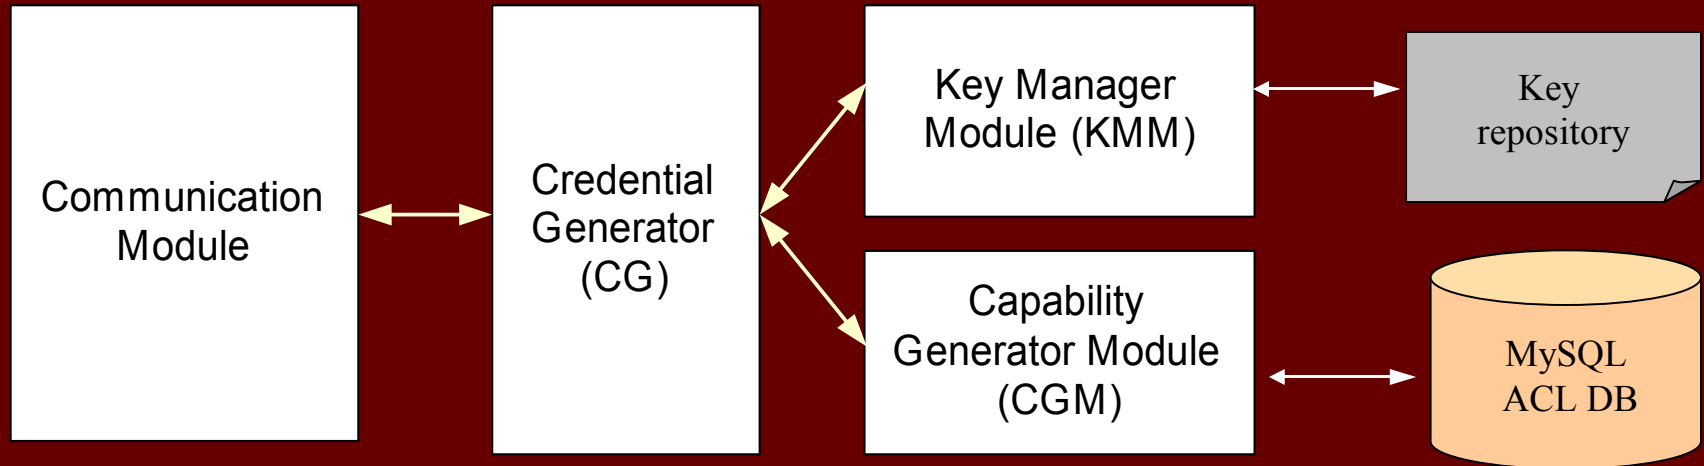 Communication
Module
Credential
Generator
(CG)
Key Manager
Module (KMM)
Key
repository
Capability
Generator Module
(CGM)
MySQL
ACL DB